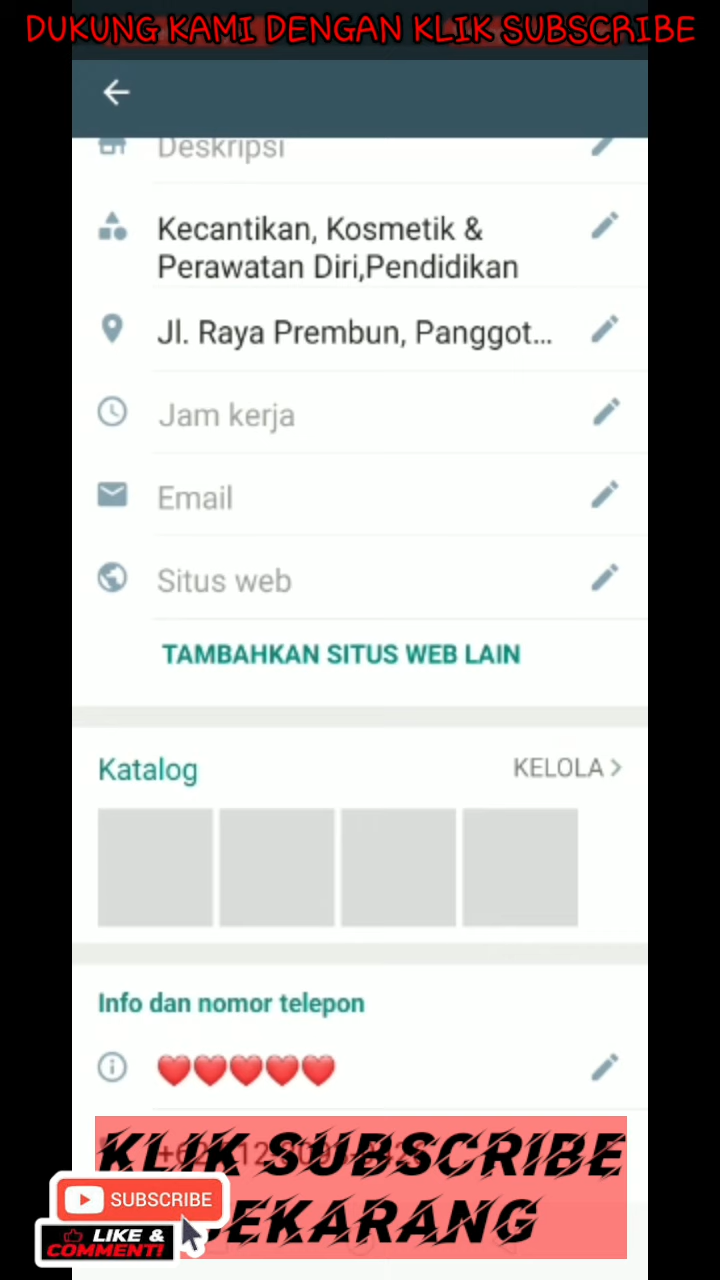 DUKUNG KAMI DENGAN KLIK SUBSCRIBE
Deskripsi
Kecantikan, Kosmetik &
Perawatan Diri,Pendidikan
Jl. Raya Prembun, Panggot...
Jam kerja
Email
Situs web
TAMBAHKAN SITUS WEB LAIN
Katalog
KELOLA
Info dan nomor telepon
KLIK SUBSCRIBE
SEKARANG
SUBSCRIBE
LIKE &
COMMENT!